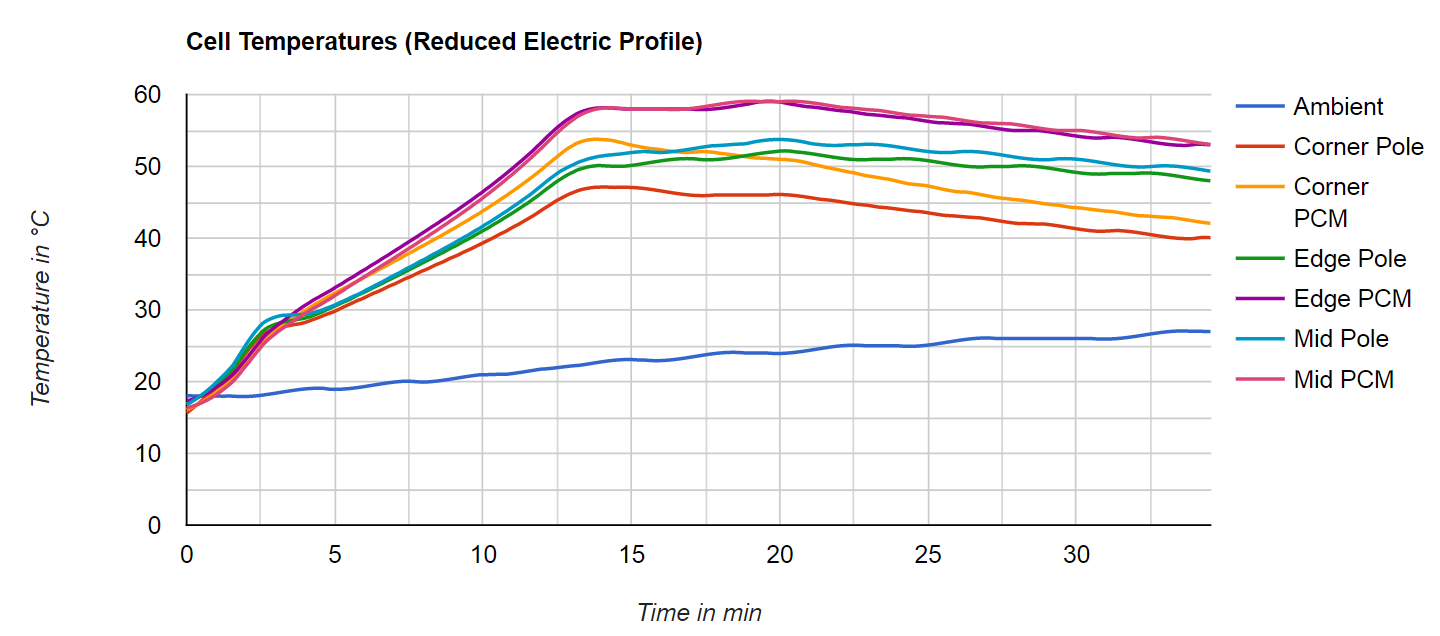 Cell Temperatures (Reduced Electric Profile)
60
50
40
30
20
10
0
Temperature in °C
0 5 10 15 20 25 30
Time in min
Ambient
Corner Pole
Corner
PCM
Edge Pole
Edge PCM
Mid Pole
Mid PCM